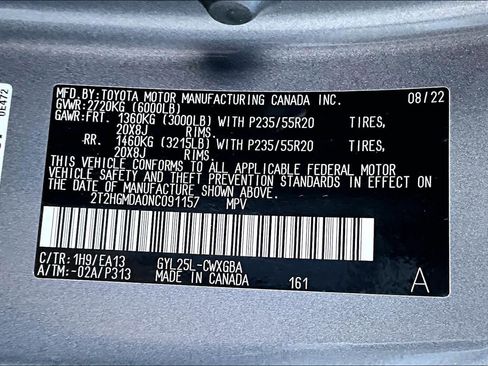 MFD.BY:TOYOTA MOTOR MANUFACTURING CANADA INC. 08/22
GVWR:2720KG (6000LB)
GAWR:FRT. 1360KG (3000LB) WITH P235/55R20 TIRES,
20X8J RIMS.
RR. 1460KG (3215LB) WITH P235/55R20 TIRES,
20X8J RIMS.
THIS VEHICLE CONFORMS TO ALL APPLICABLE FEDERAL MOTOR
VEHICLE SAFETY AND THEFT PREVENTION STANDARDS IN EFFECT ON
THE DATE OF MANUFACTURE SHOWN ABOVE.
2T2HGMDA0NC091157 MPV
C/TR:1H9/EA13 GYL25L-CWXGBA
A/TM:-02A/P313 MADE IN CANADA 161 A
0E472